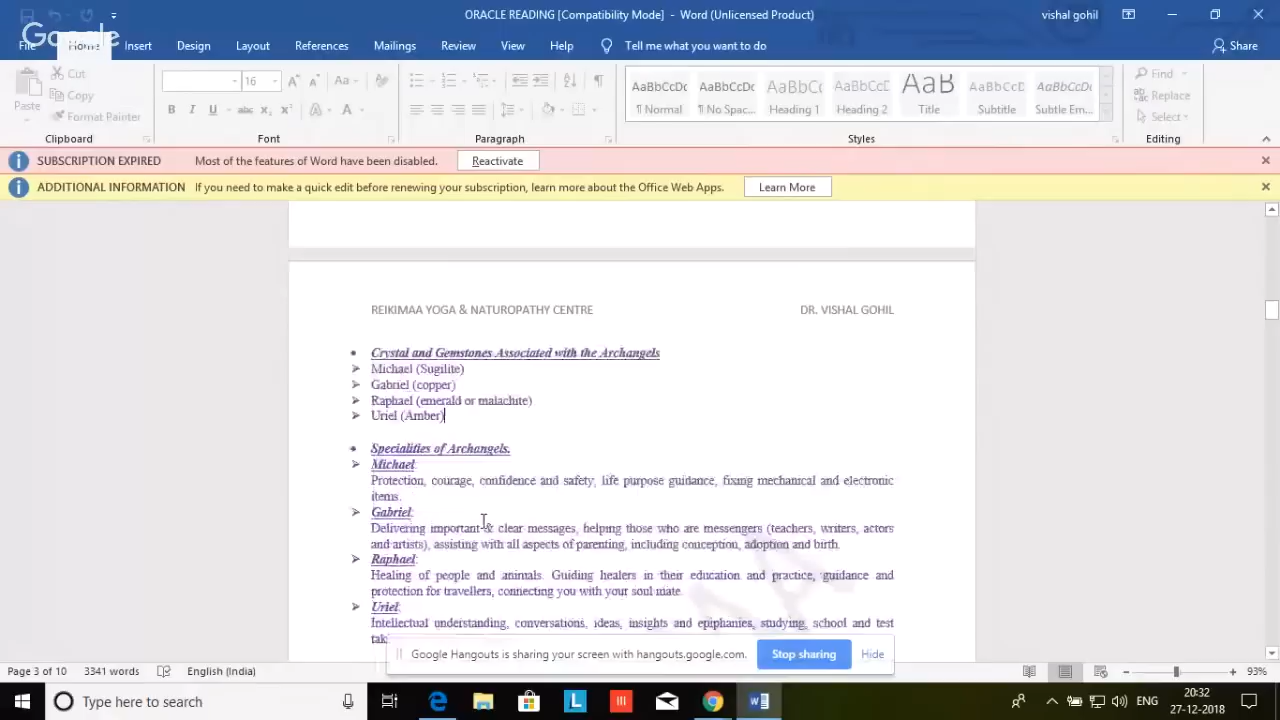 ORACLE READING [Compatibility Mode] - Word (Unlicensed Product)
vishal gohil
Google
File Home Insert Design Layout References Mailings Review View Help Tell me what you want to do Share
Cut
Copy
Format Painter
Paste
Clipboard
16
Font
Paragraph
AaBbCcDc AaBbCcDc AaBbCc AaBbCcC AaB AaBbCcD AaBbCcDc
¶ Normal ¶ No Spac... Heading 1 Heading 2 Title Subtitle Subtle Em...
Styles
Find
Replace
Select
Editing
SUBSCRIPTION EXPIRED Most of the features of Word have been disabled. Reactivate
ADDITIONAL INFORMATION If you need to make a quick edit before renewing your subscription, learn more about the Office Web Apps. Learn More
REIKIMAA YOGA & NATUROPATHY CENTRE DR. VISHAL GOHIL
Crystal and Gemstones Associated with the Archangels
Michael (Sugilite)
Gabriel (copper)
Raphael (emerald or malachite)
Uriel (Amber)
Specialities of Archangels.
Michael:
Protection, courage, confidence and safety, life purpose guidance, fixing mechanical and electronic
items.
Gabriel:
Delivering important & clear messages, helping those who are messengers (teachers, writers, actors
and artists), assisting with all aspects of parenting, including conception, adoption and birth.
Raphael:
Healing of people and animals. Guiding healers in their education and practice, guidance and
protection for travellers, connecting you with your soul mate.
Uriel:
Intellectual understanding, conversations, ideas, insights and epiphanies, studying, school and test
Google Hangouts is sharing your screen with hangouts.google.com. Stop sharing Hide
Page 3 of 10 3341 words English (India) 93%
Type here to search
ENG
20:32
27-12-2018